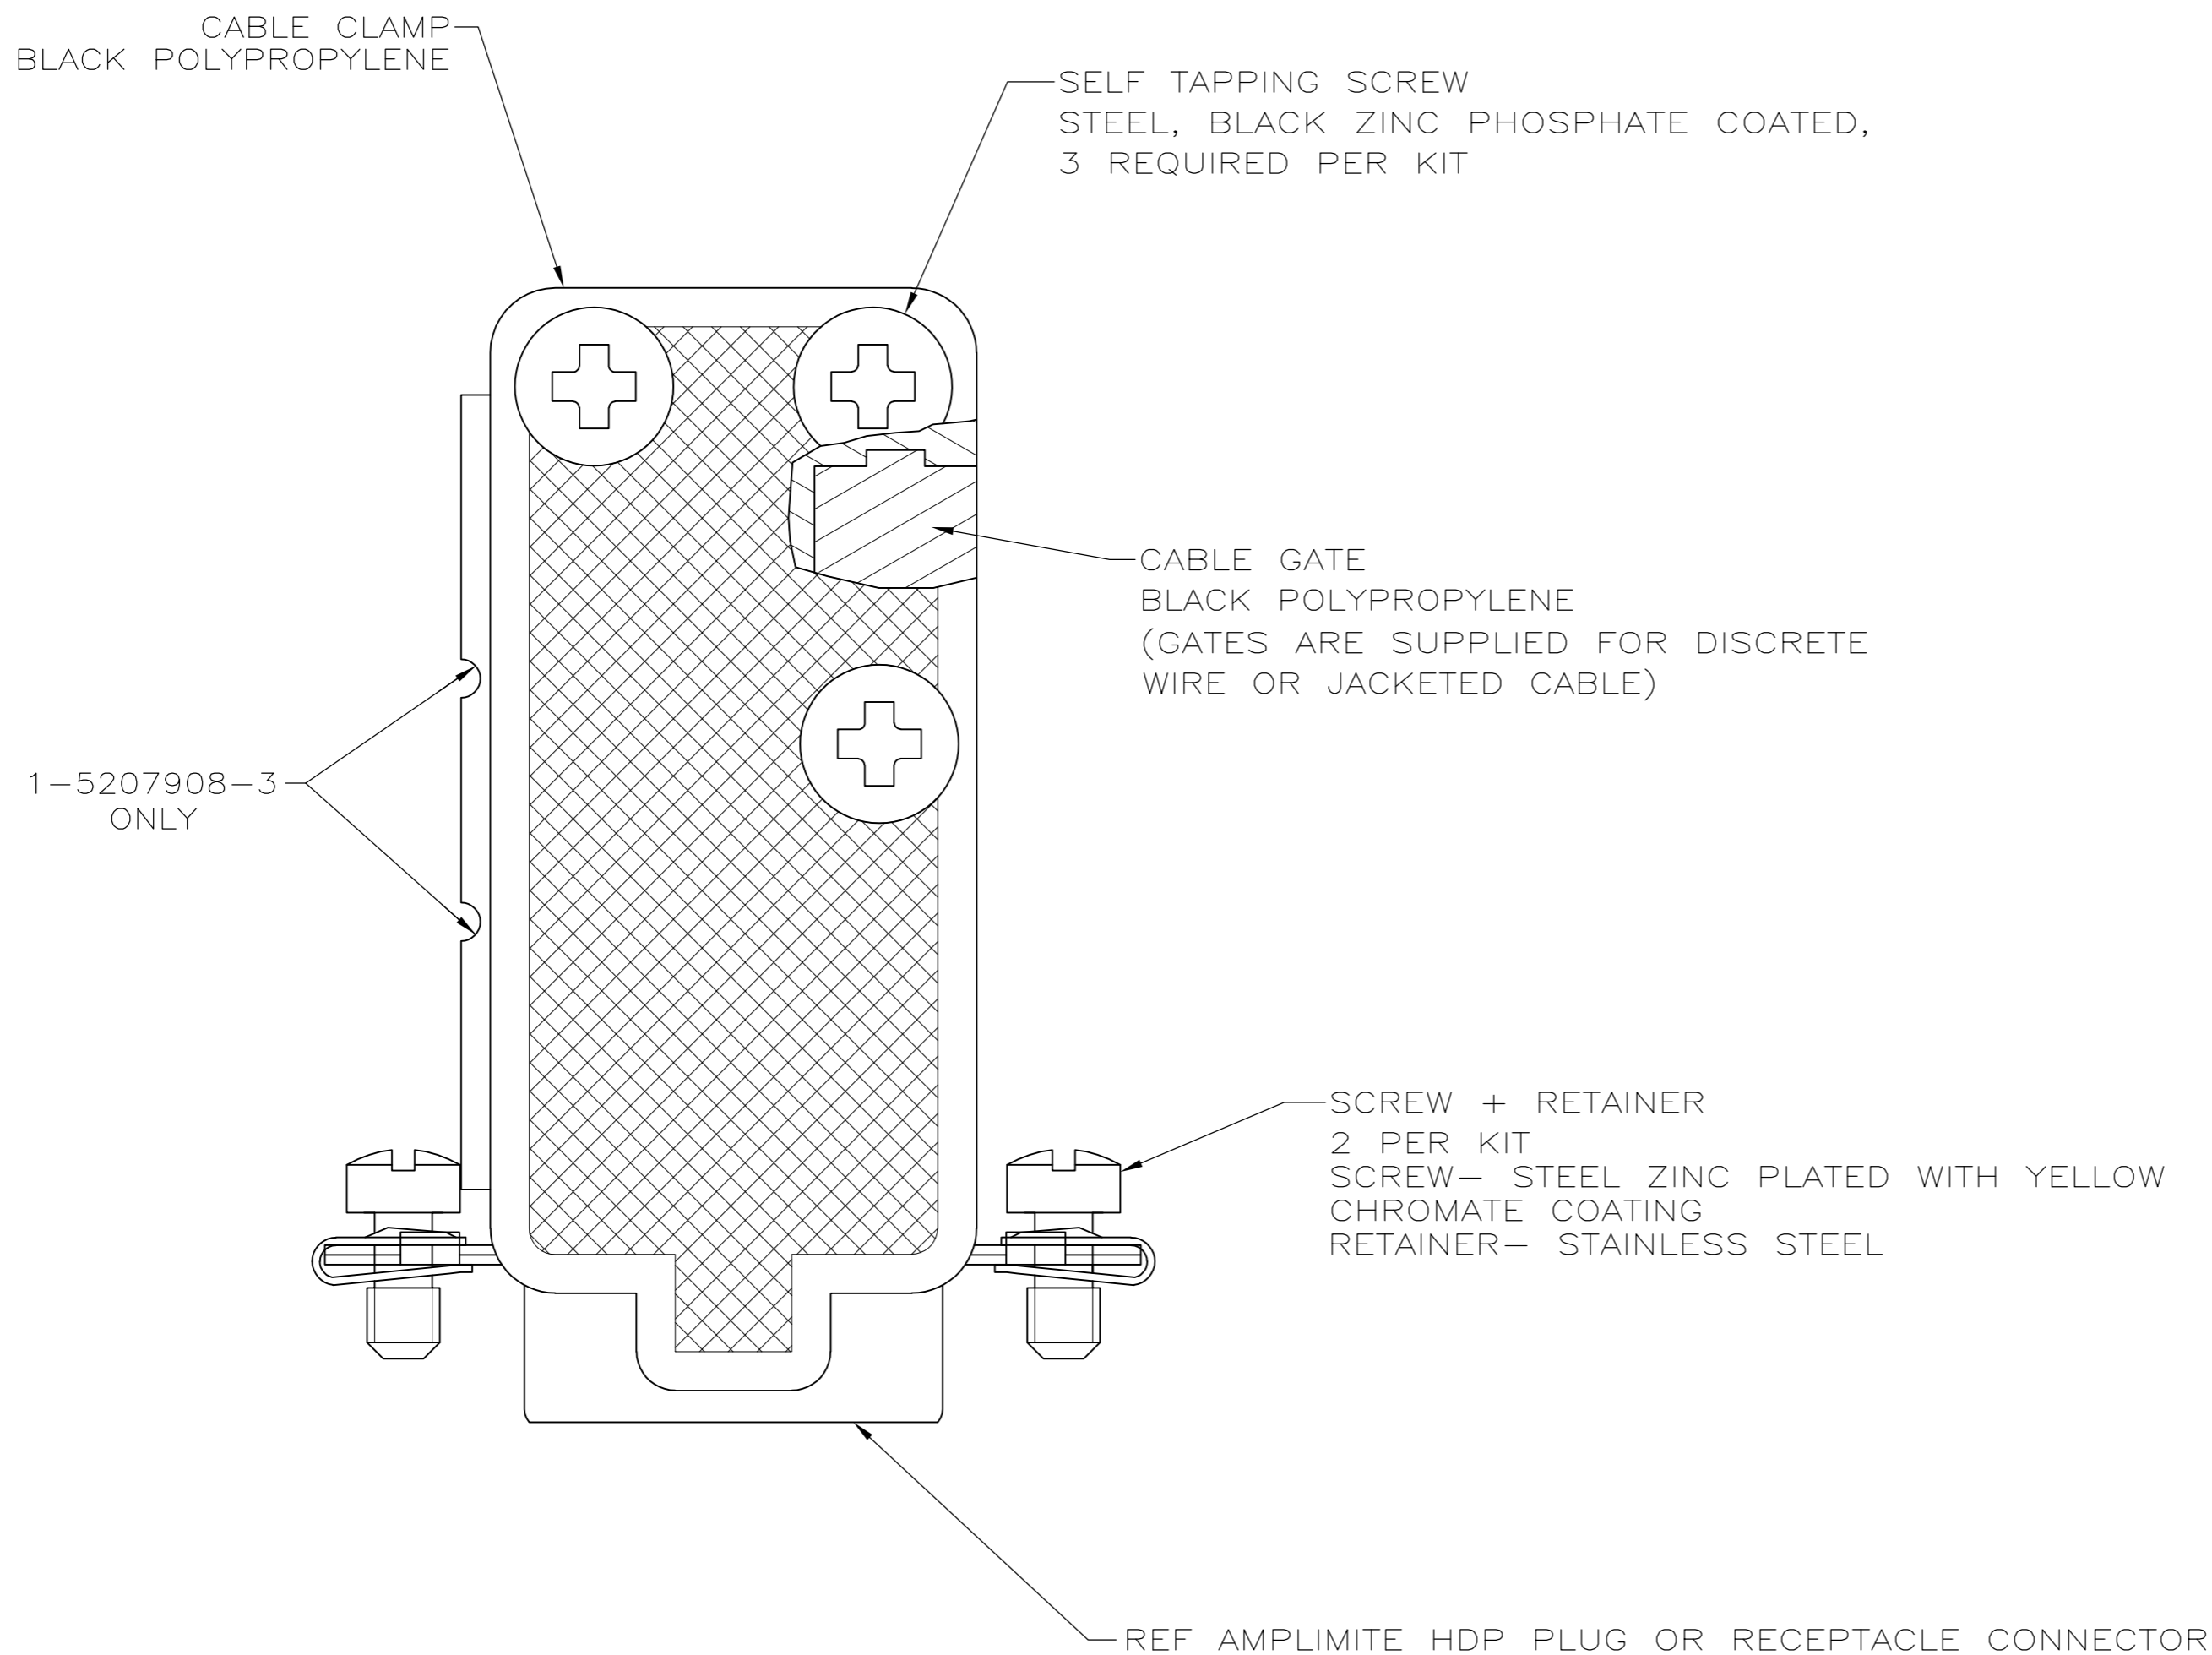 CABLE CLAMP
BLACK POLYPROPYLENE
SELF TAPPING SCREW
STEEL, BLACK ZINC PHOSPHATE COATED,
3 REQUIRED PER KIT
CABLE GATE
BLACK POLYPROPYLENE
(GATES ARE SUPPLIED FOR DISCRETE
WIRE OR JACKETED CABLE)
1-5207908-3
ONLY
SCREW + RETAINER
2 PER KIT
SCREW- STEEL ZINC PLATED WITH YELLOW
CHROMATE COATING
RETAINER- STAINLESS STEEL
REF AMPLIMITE HDP PLUG OR RECEPTACLE CONNECTOR